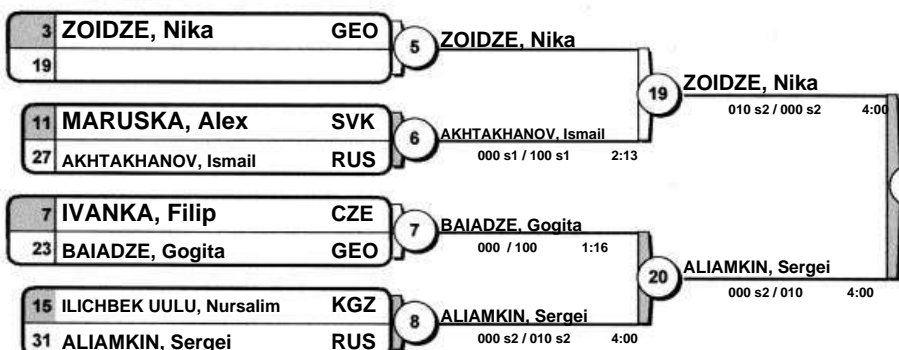 3 ZOIDZE, Nika GEO
19
5
ZOIDZE, Nika
11 MARUSKA, Alex SVK
27 AKHTAKHANOV, Ismail RUS
6
AKHTAKHANOV, Ismail
000 s1 / 100 s1 2:13
19
ZOIDZE, Nika
010 s2 / 000 s2 4:00
7 IVANKA, Filip CZE
23 BAIADZE, Gogita GEO
7
BAIADZE, Gogita
000 / 100 1:16
15 ILICHBEK UULU, Nursalim KGZ
31 ALIAMKIN, Sergei RUS
8
ALIAMKIN, Sergei
000 s2 / 010 s2 4:00
20
ALIAMKIN, Sergei
000 s2 / 010 4:00